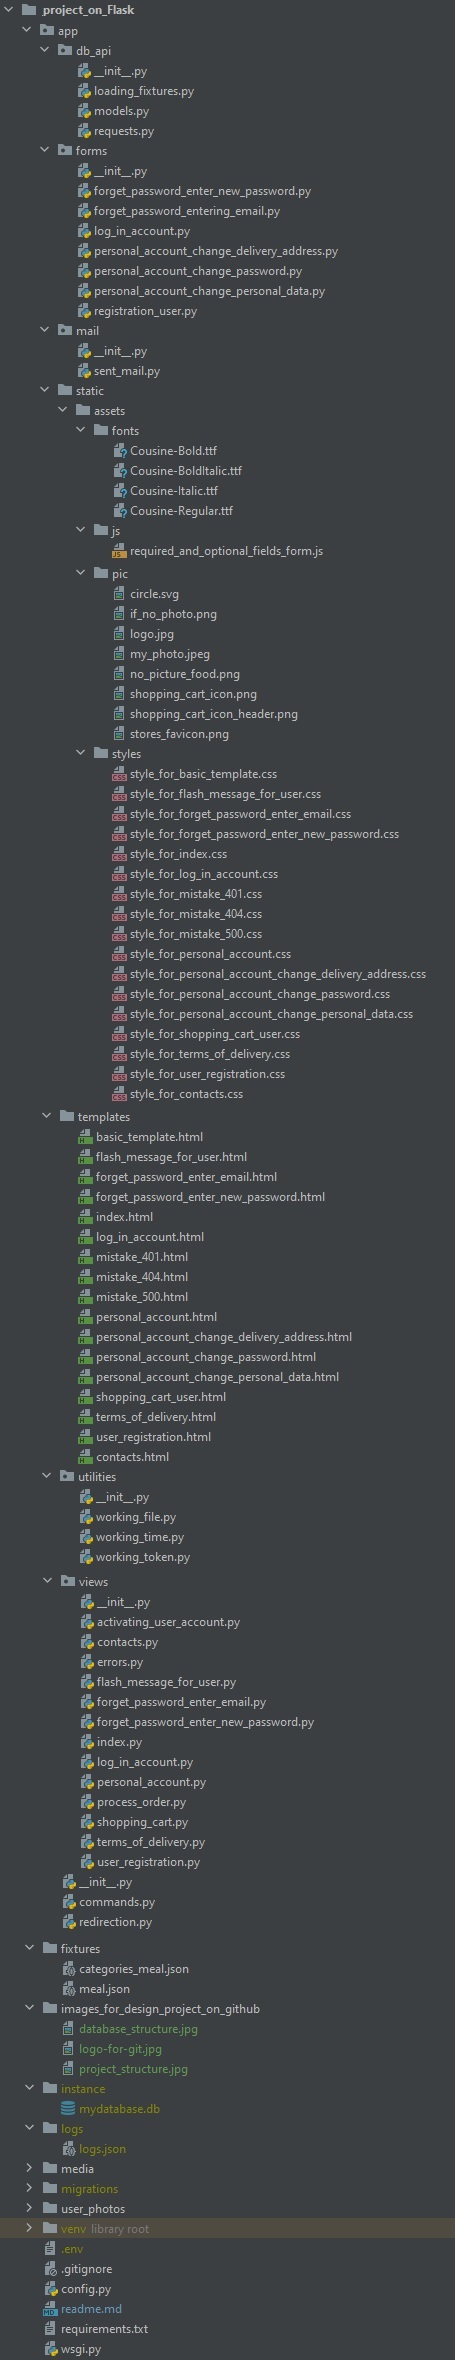 project_on_Flask
app
db_api
__init__.py
loading_fixtures.py
models.py
requests.py
forms
__init__.py
forget_password_enter_new_password.py
forget_password_entering_email.py
log_in_account.py
personal_account_change_delivery_address.py
personal_account_change_password.py
personal_account_change_personal_data.py
registration_user.py
mail
__init__.py
sent_mail.py
static
assets
fonts
Cousine-Bold.ttf
Cousine-BoldItalic.ttf
Cousine-Italic.ttf
Cousine-Regular.ttf
js
required_and_optional_fields_form.js
pic
circle.svg
if_no_photo.png
logo.jpg
my_photo.jpeg
no_picture_food.png
shopping_cart_icon.png
shopping_cart_icon_header.png
stores_favicon.png
styles
style_for_basic_template.css
style_for_flash_message_for_user.css
style_for_forget_password_enter_email.css
style_for_forget_password_enter_new_password.css
style_for_index.css
style_for_log_in_account.css
style_for_mistake_401.css
style_for_mistake_404.css
style_for_mistake_500.css
style_for_personal_account.css
style_for_personal_account_change_delivery_address.css
style_for_personal_account_change_password.css
style_for_personal_account_change_personal_data.css
style_for_shopping_cart_user.css
style_for_terms_of_delivery.css
style_for_user_registration.css
style_for_contacts.css
templates
basic_template.html
flash_message_for_user.html
forget_password_enter_email.html
forget_password_enter_new_password.html
index.html
log_in_account.html
mistake_401.html
mistake_404.html
mistake_500.html
personal_account.html
personal_account_change_delivery_address.html
personal_account_change_password.html
personal_account_change_personal_data.html
shopping_cart_user.html
terms_of_delivery.html
user_registration.html
contacts.html
utilities
__init__.py
working_file.py
working_time.py
working_token.py
views
__init__.py
activating_user_account.py
contacts.py
errors.py
flash_message_for_user.py
forget_password_enter_email.py
forget_password_enter_new_password.py
index.py
log_in_account.py
personal_account.py
process_order.py
shopping_cart.py
terms_of_delivery.py
user_registration.py
__init__.py
commands.py
redirection.py
fixtures
categories_meal.json
meal.json
images_for_design_project_on_github
database_structure.jpg
logo-for-git.jpg
project_structure.jpg
instance
mydatabase.db
logs
logs.json
media
migrations
user_photos
venv library root
.env
.gitignore
config.py
readme.md
requirements.txt
wsgi.py